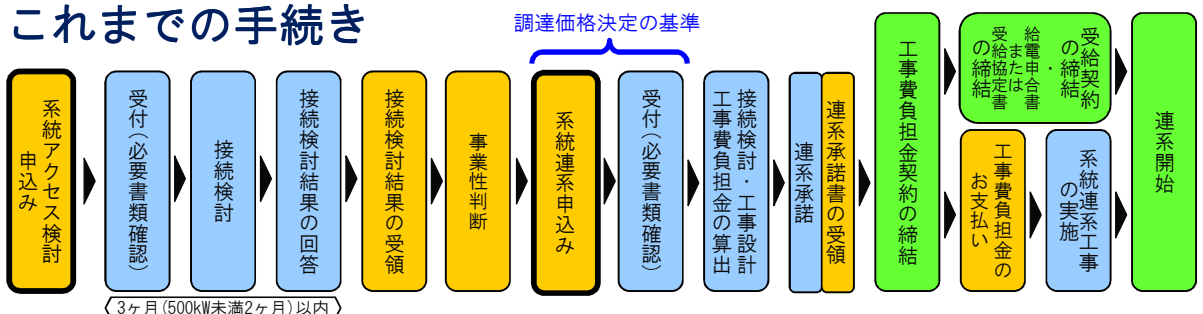 これまでの手続き
調達価格決定の基準
系統アクセス検討
申込み
受付（必要書類確認）
接続検討
接続検討結果の回答
接続検討結果の受領
事業性判断
系統連系申込み
受付（必要書類確認）
接続検討・工事設計
工事費負担金の算出
連系承諾
連系承諾書の受領
工事費負担金契約の締結
受給契約
の締結
・
給電申合書
または
受給協定書
の締結
工事費負担金の
お支払い
系統連系工事
の実施
連系開始
3ヶ月(500kW未満2ヶ月)以内